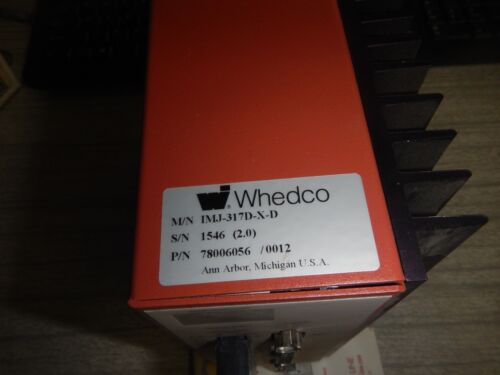 Whedco
M/N IMJ-317D-X-D
S/N 1546 (2.0)
P/N 78006056 /0012
Ann Arbor, Michigan U.S.A.